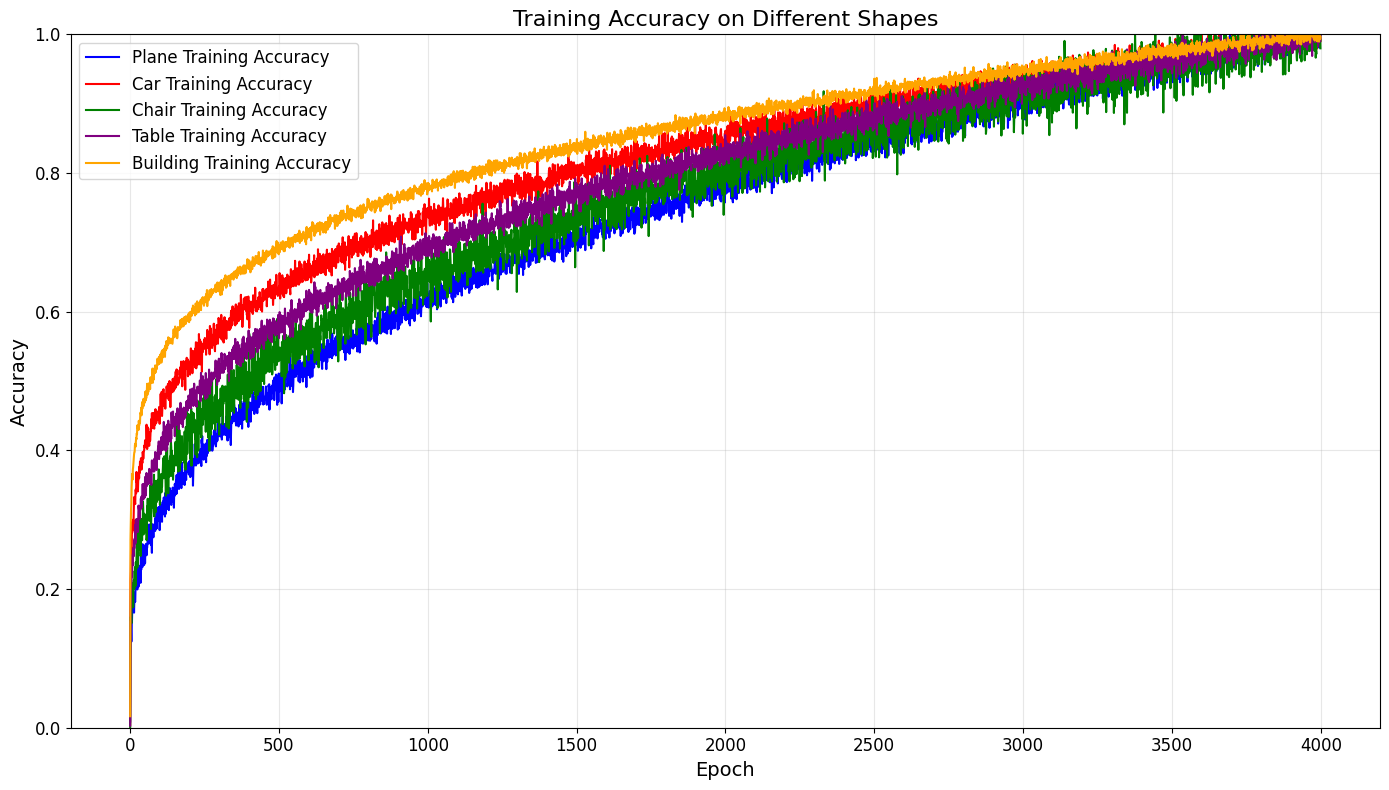 Training Accuracy on Different Shapes
Plane Training Accuracy
Car Training Accuracy
Chair Training Accuracy
Table Training Accuracy
Building Training Accuracy
Accuracy
1.0
0.8
0.6
0.4
0.2
0.0
0 500 1000 1500 2000 2500 3000 3500 4000
Epoch